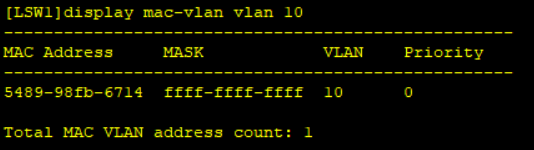 [LSW1]display mac-vlan vlan 10
---------------------------------------------------
MAC Address     MASK            VLAN    Priority
---------------------------------------------------
5489-98fb-6714  ffff-ffff-ffff  10      0
Total MAC VLAN address count: 1